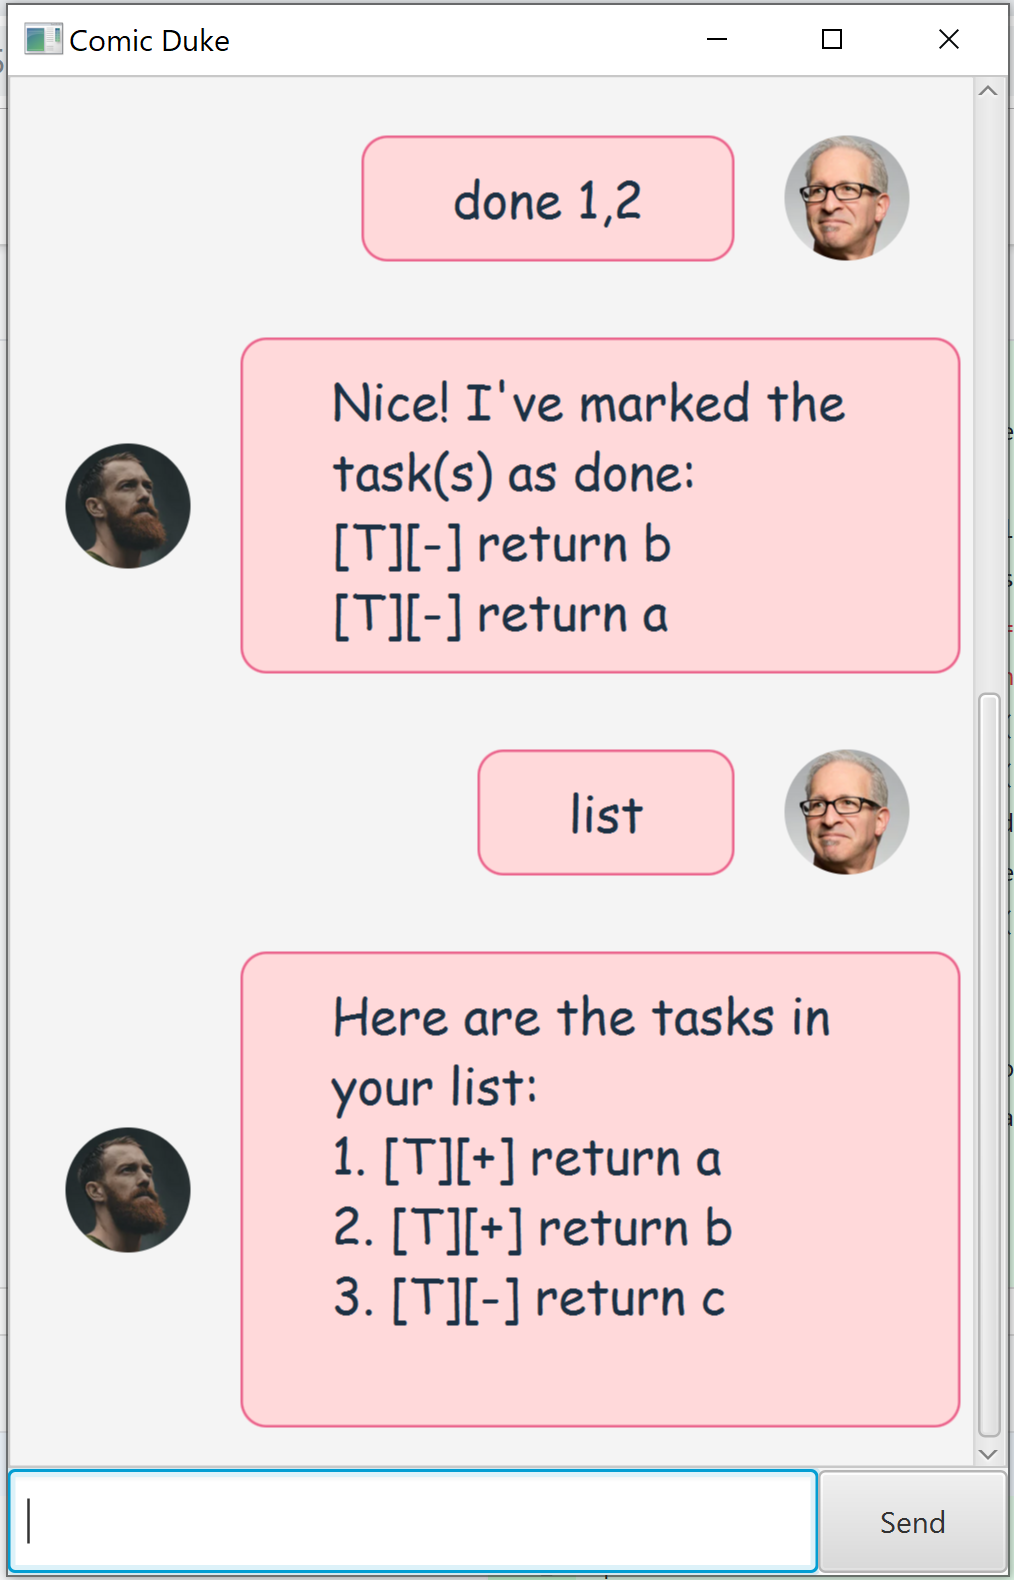 Comic Duke
done 1,2
Nice! I've marked the
task(s) as done:
[T][-] return b
[T][-] return a
list
Here are the tasks in
your list:
1. [T][+] return a
2. [T][+] return b
3. [T][-] return c
Send